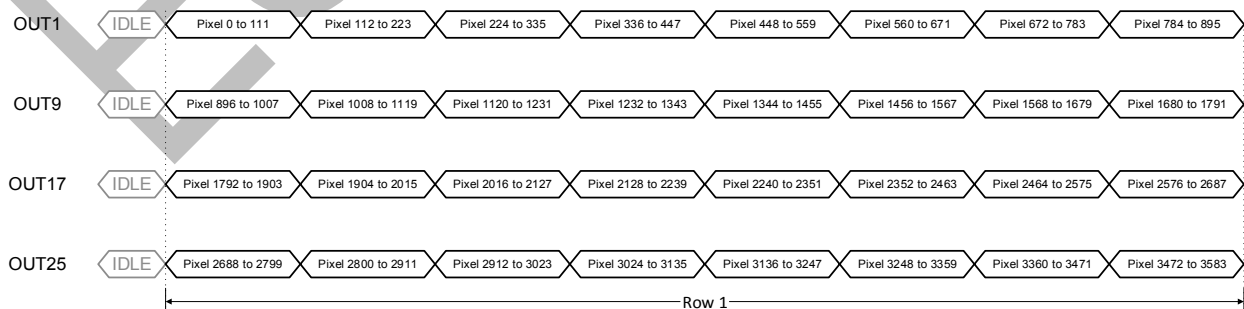 OUT1 IDLE Pixel 0 to 111 Pixel 112 to 223 Pixel 224 to 335 Pixel 336 to 447 Pixel 448 to 559 Pixel 560 to 671 Pixel 672 to 783 Pixel 784 to 895
OUT9 IDLE Pixel 896 to 1007 Pixel 1008 to 1119 Pixel 1120 to 1231 Pixel 1232 to 1343 Pixel 1344 to 1455 Pixel 1456 to 1567 Pixel 1568 to 1679 Pixel 1680 to 1791
OUT17 IDLE Pixel 1792 to 1903 Pixel 1904 to 2015 Pixel 2016 to 2127 Pixel 2128 to 2239 Pixel 2240 to 2351 Pixel 2352 to 2463 Pixel 2464 to 2575 Pixel 2576 to 2687
OUT25 IDLE Pixel 2688 to 2799 Pixel 2800 to 2911 Pixel 2912 to 3023 Pixel 3024 to 3135 Pixel 3136 to 3247 Pixel 3248 to 3359 Pixel 3360 to 3471 Pixel 3472 to 3583
Row 1